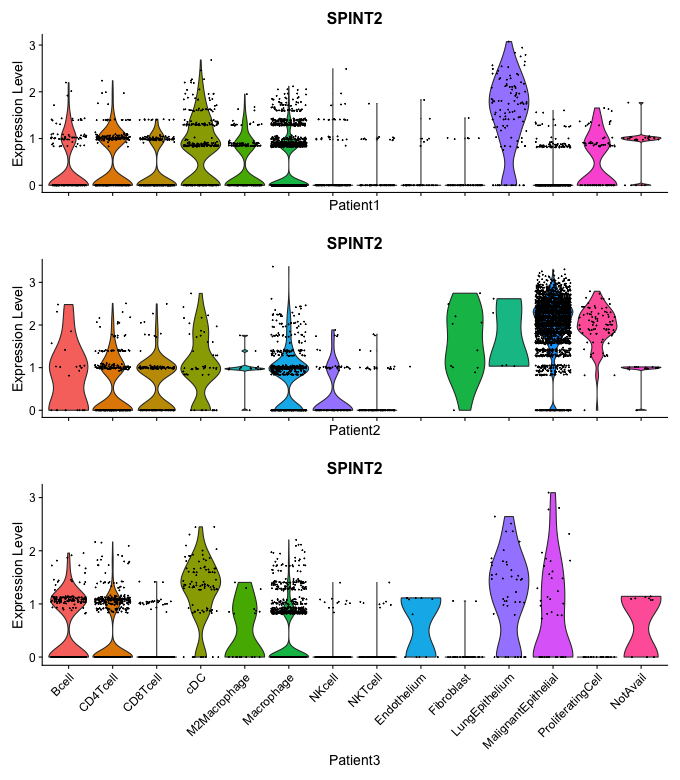 SPINT2
Expression Level
3
2
1
0
Patient1
SPINT2
Expression Level
3
2
1
0
Patient2
SPINT2
Expression Level
3
2
1
0
Bcell
CD4Tcell
CD8Tcell
cDC
M2Macrophage
Macrophage
NKcell
NKTcell
Endothelium
Fibroblast
LungEpithelium
MalignantEpithelial
ProliferatingCell
NotAvail
Patient3